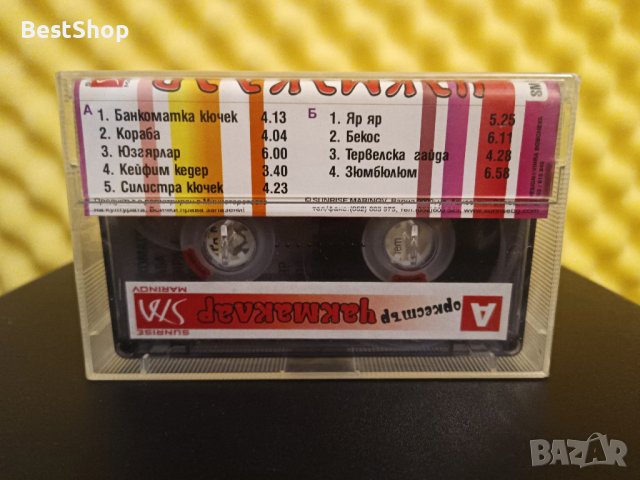 BestShop
А
1. Банкоматка кючек 4.13
2. Кораба 4.04
3. Юзгярлар 6.00
4. Кейфим кедер 3.40
5. Силистра кючек 4.23
Б
1. Яр яр 5.25
2. Бекос 6.11
3. Тервелска гайда 4.28
4. Зюмбюлюм 6.58
© SUNRISE MARINOV, Варна
A
оркестър Чакмаклар
SUNRISE
MARINOV
BAZAR